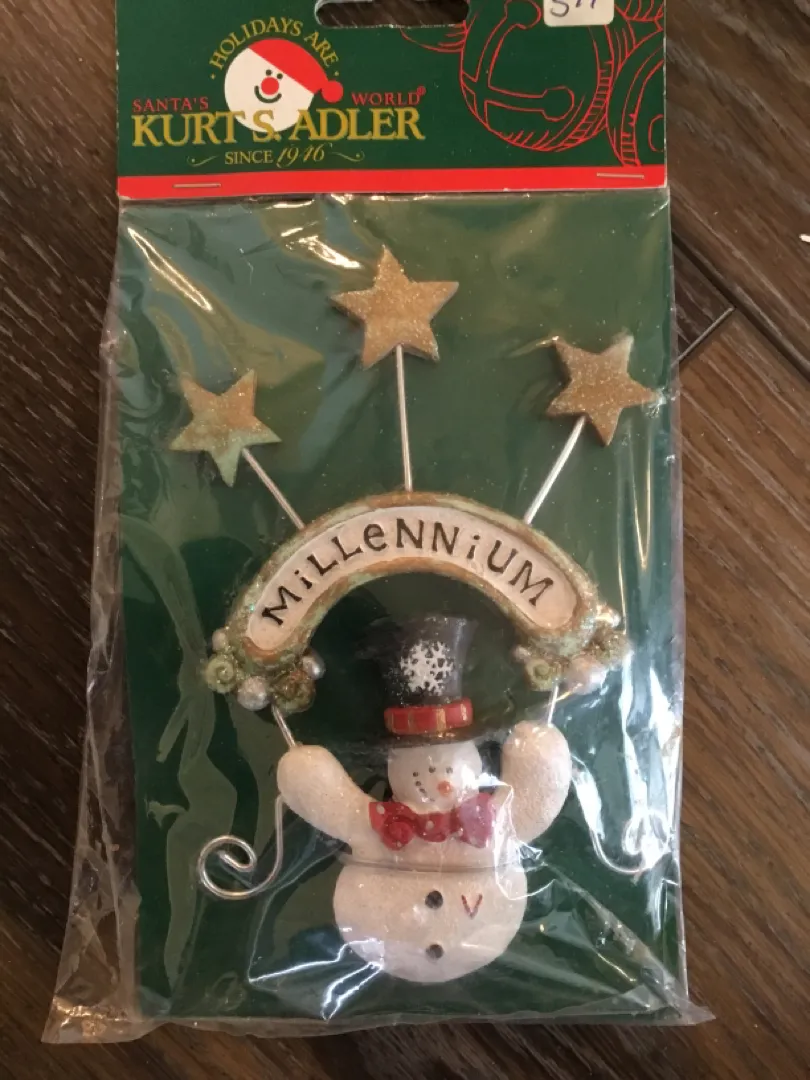 HOLIDAYS ARE
SANTA'S WORLD
KURT S. ADLER
SINCE 1946
MiLLeNNiUM